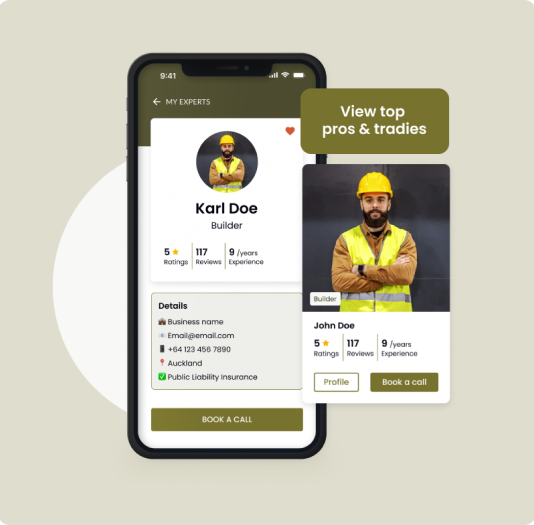 9:41
MY EXPERTS
Karl Doe
Builder
5 117 9 /years
Ratings Reviews Experience
Details
Business name
Email@email.com
+64 123 456 7890
Auckland
Public Liability Insurance
BOOK A CALL
View top
pros & tradies
Builder
John Doe
5 117 9 /years
Ratings Reviews Experience
Profile Book a call